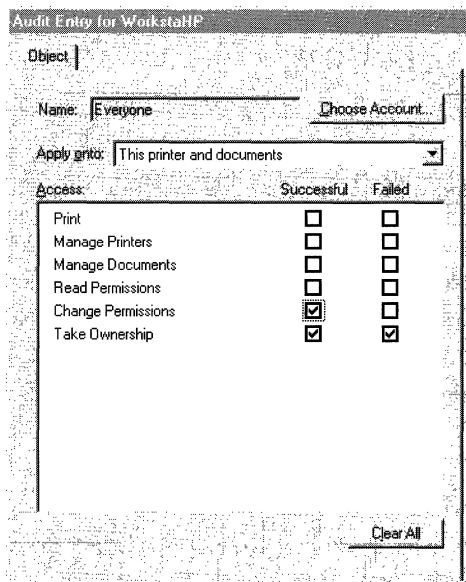 Audit Entry for WorkstaHP
Object
Name: Everyone Choose Account...
Apply onto: This printer and documents
Access: Successful Failed
Print
Manage Printers
Manage Documents
Read Permissions
Change Permissions
Take Ownership
Clear All